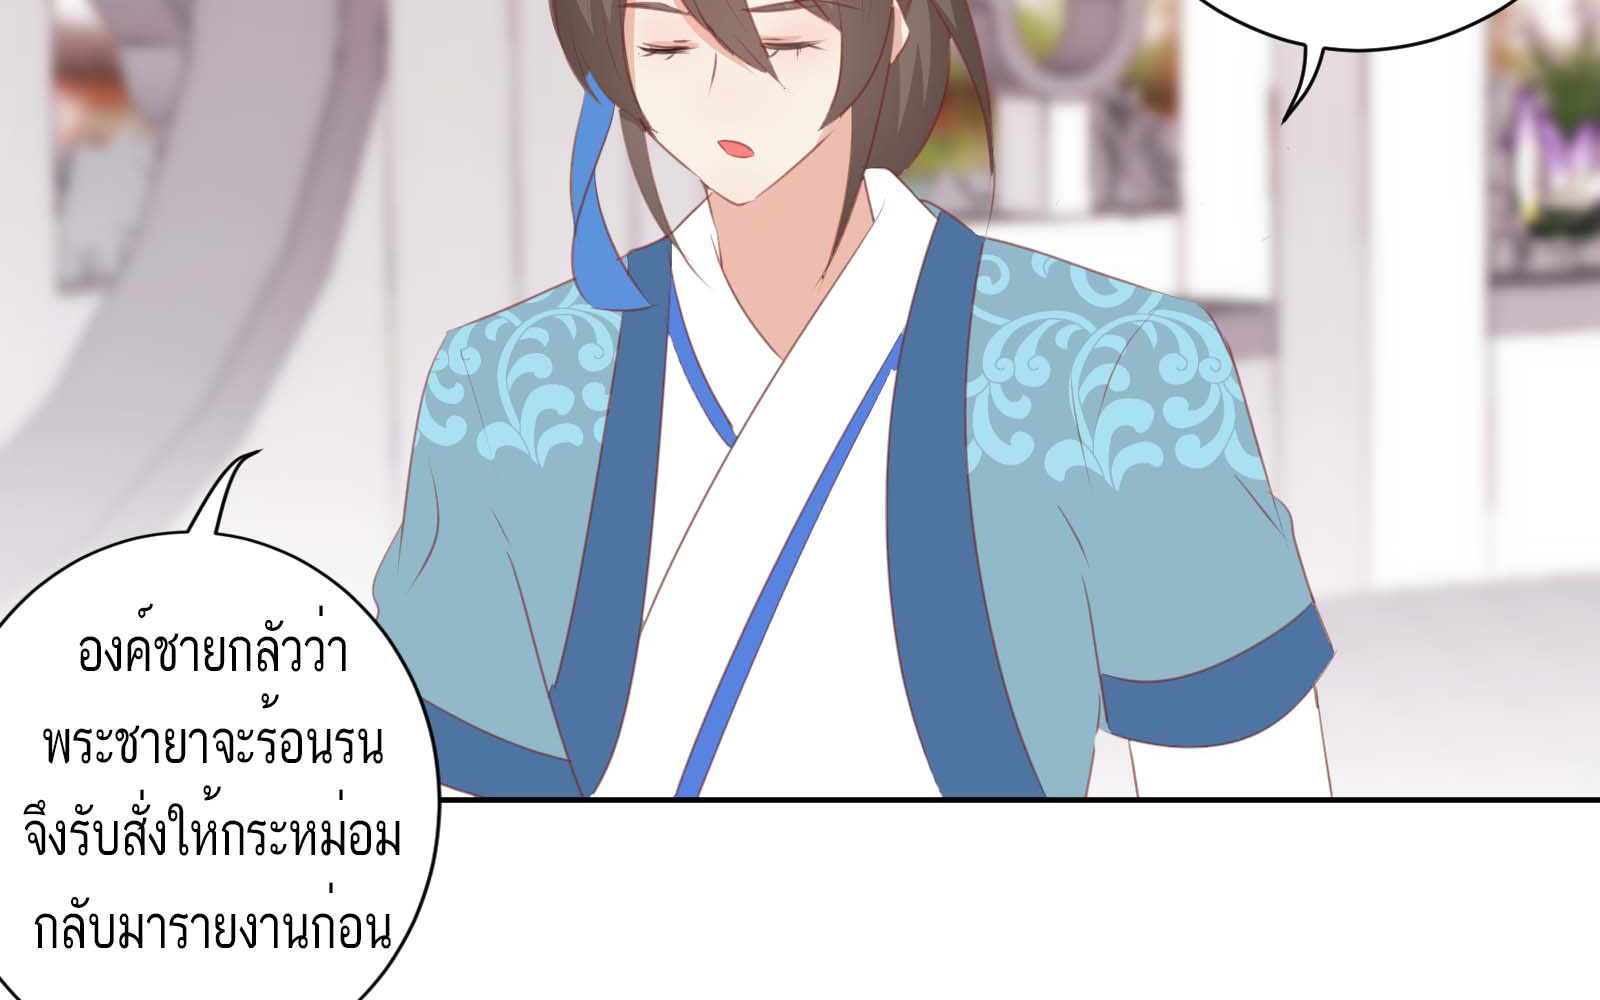 องค์ชายกลัวว่า
พระชายาจะร้อนรน
จึงรับสั่งให้กระหม่อม
กลับมารายงานก่อน